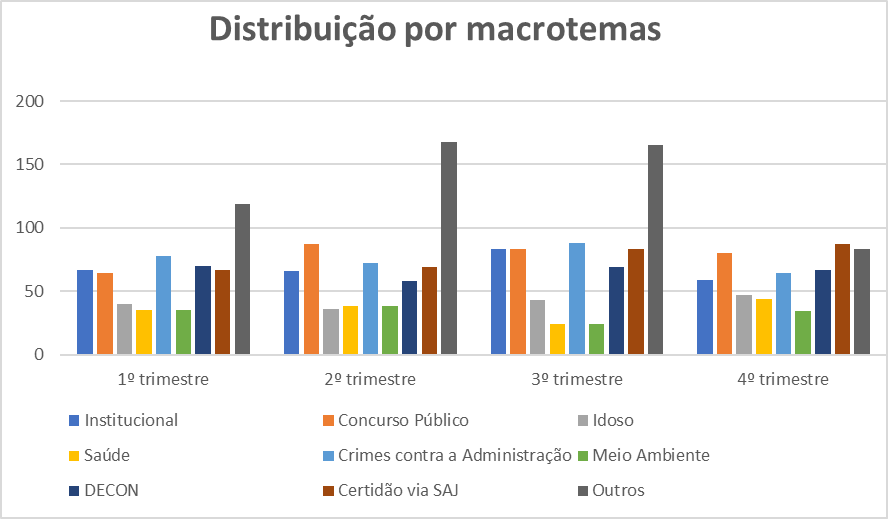 Distribuição por macrotemas
200
150
100
50
0
1º trimestre 2º trimestre 3º trimestre 4º trimestre
Institucional Concurso Público Idoso
Saúde Crimes contra a Administração Meio Ambiente
DECON Certidão via SAJ Outros